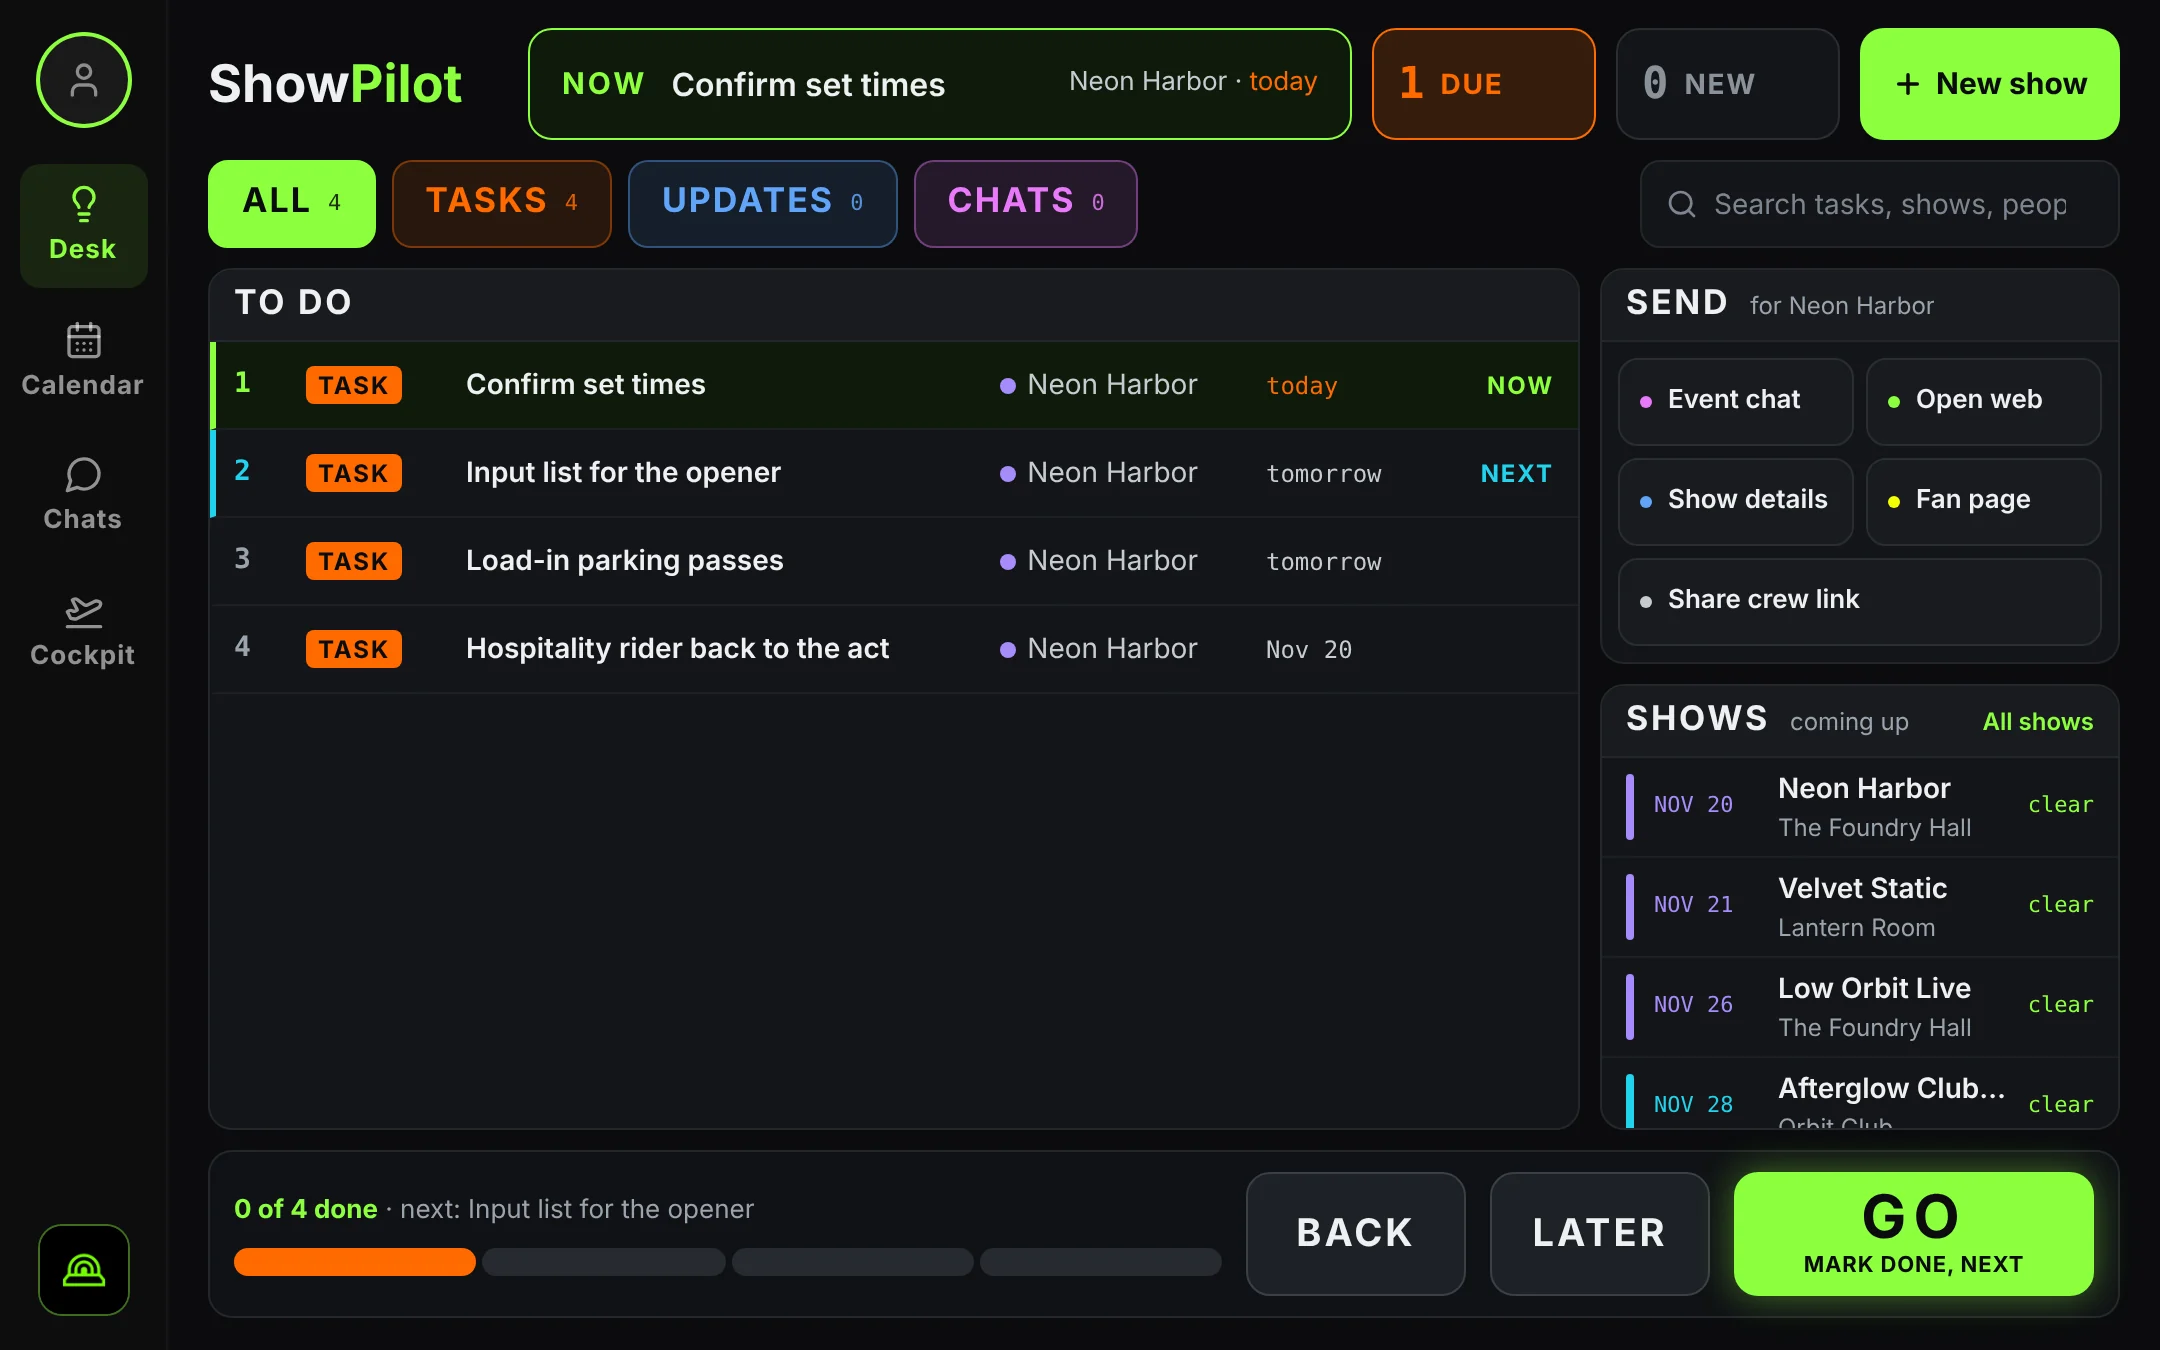 ShowPilot
NOW Confirm set times Neon Harbor · today
1 DUE
0 NEW
+ New show
Desk
Calendar
Chats
Cockpit
ALL 4
TASKS 4
UPDATES 0
CHATS 0
Search tasks, shows, peop
TO DO
1 TASK Confirm set times Neon Harbor today NOW
2 TASK Input list for the opener Neon Harbor tomorrow NEXT
3 TASK Load-in parking passes Neon Harbor tomorrow
4 TASK Hospitality rider back to the act Neon Harbor Nov 20
SEND for Neon Harbor
Event chat
Open web
Show details
Fan page
Share crew link
SHOWS coming up All shows
NOV 20 Neon Harbor clear
The Foundry Hall
NOV 21 Velvet Static clear
Lantern Room
NOV 26 Low Orbit Live clear
The Foundry Hall
NOV 28 Afterglow Club... clear
Orbit Club
0 of 4 done · next: Input list for the opener
BACK
LATER
GO
MARK DONE, NEXT